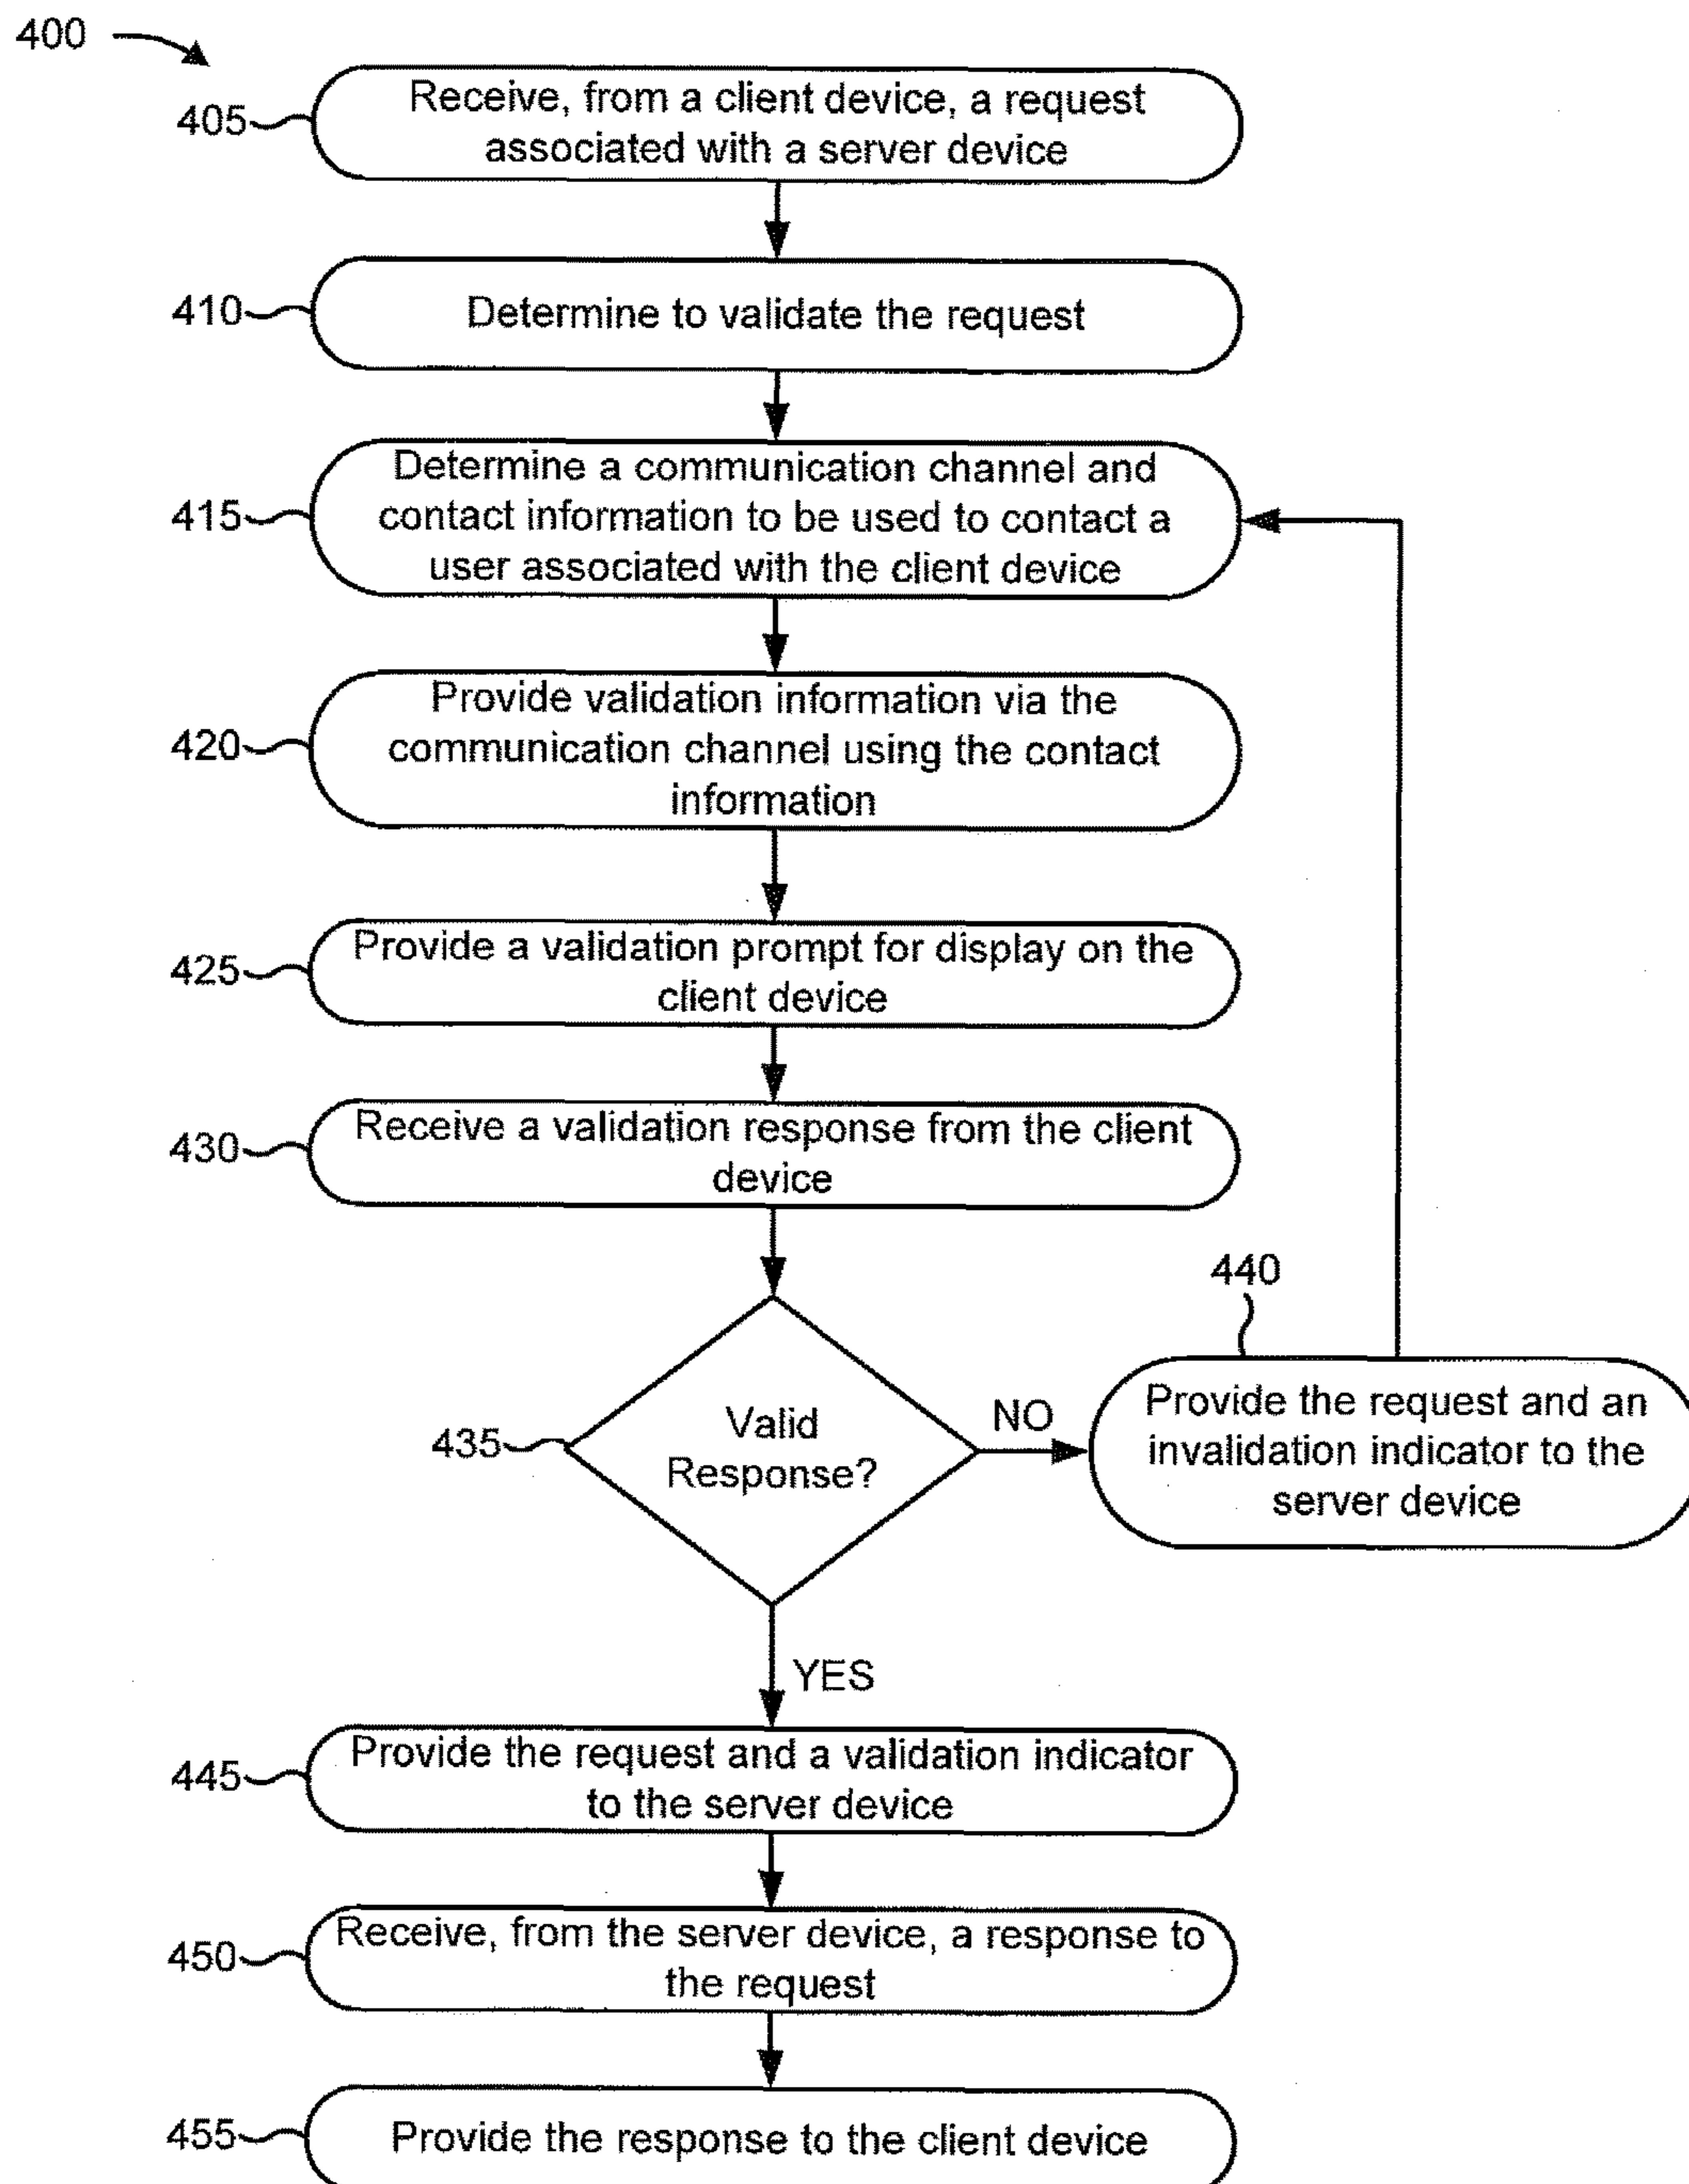 400
405
Receive, from a client device, a request
associated with a server device
410
Determine to validate the request
415
Determine a communication channel and
contact information to be used to contact a
user associated with the client device
420
Provide validation information via the
communication channel using the contact
information
425
Provide a validation prompt for display on the
client device
430
Receive a validation response from the client
device
435
Valid
Response?
NO
440
Provide the request and an
invalidation indicator to the
server device
YES
445
Provide the request and a validation indicator
to the server device
450
Receive, from the server device, a response to
the request
455
Provide the response to the client device